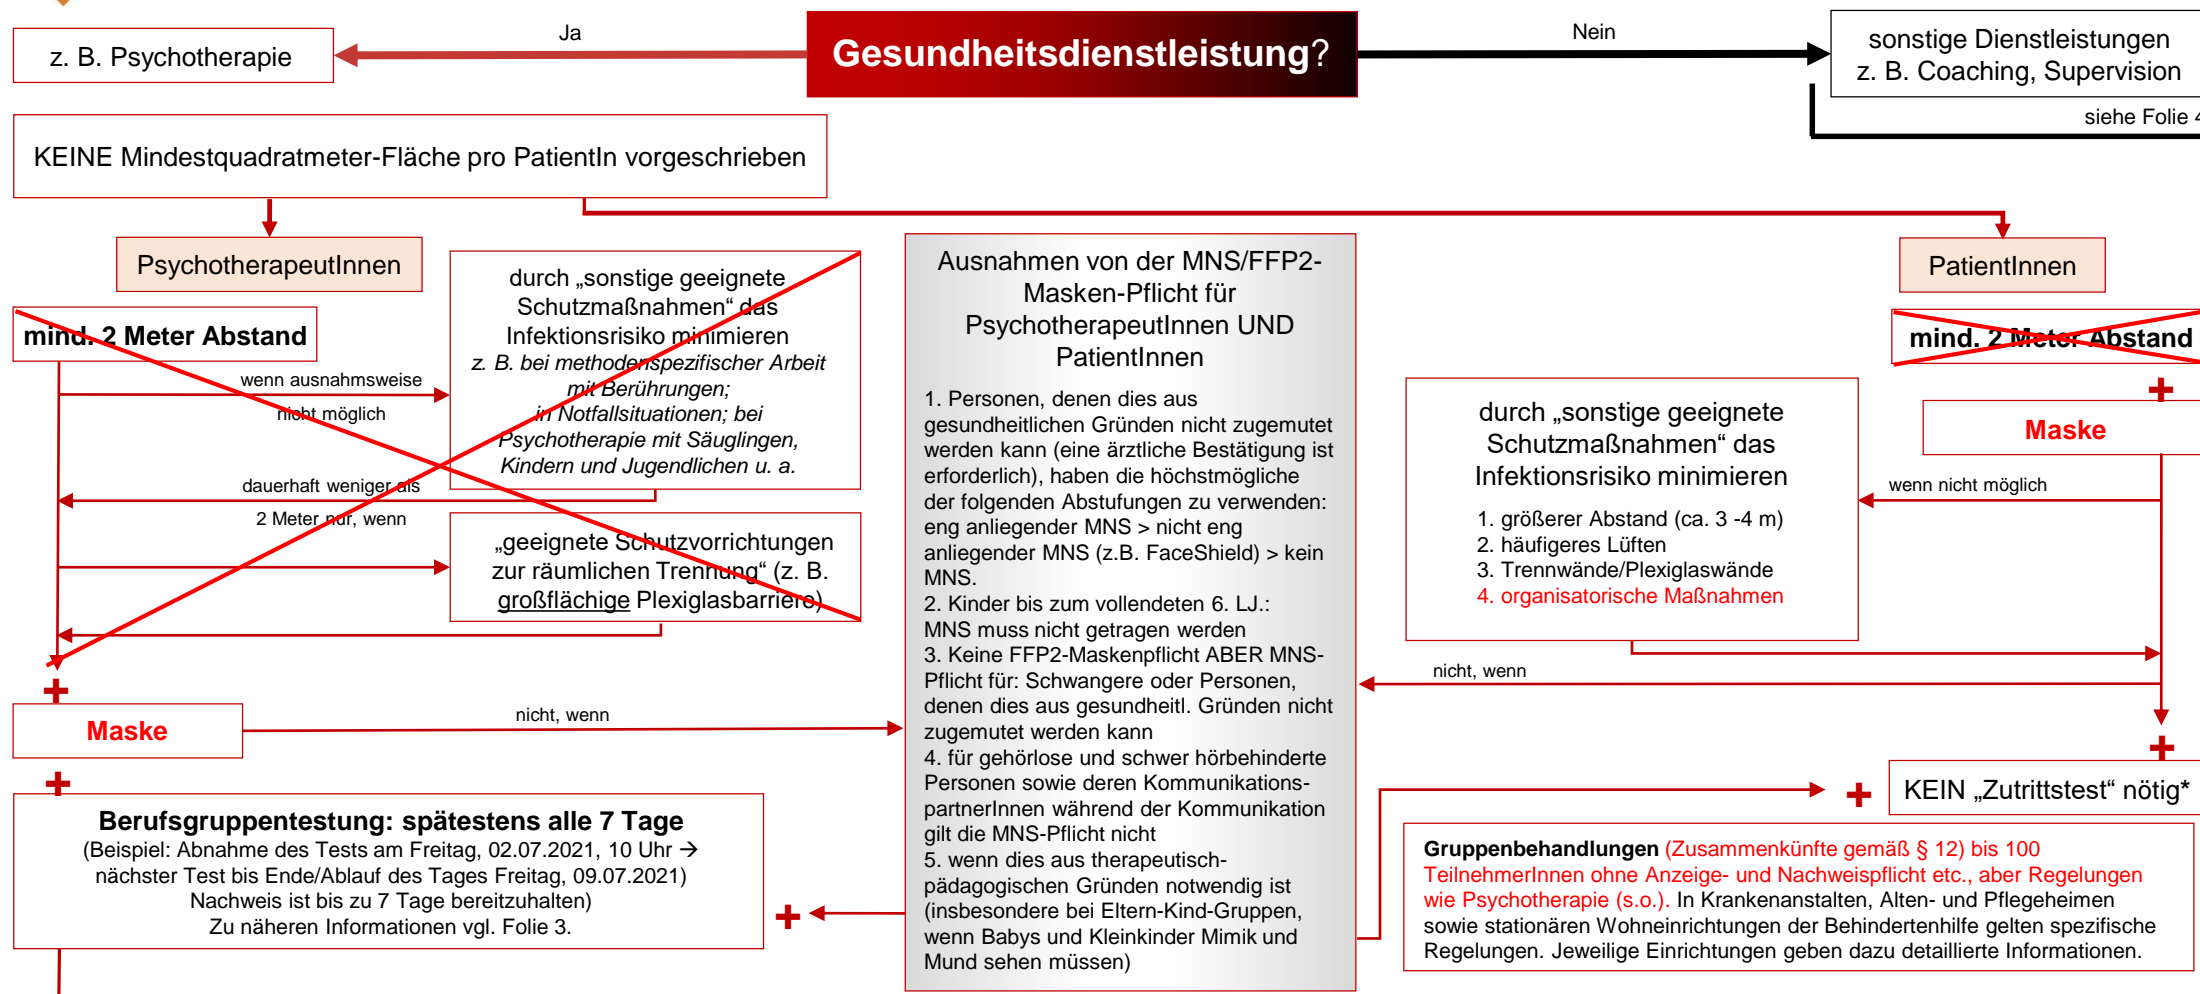 Ja
Gesundheitsdienstleistung?
Nein
z. B. Psychotherapie
sonstige Dienstleistungen
z. B. Coaching, Supervision
siehe Folie 4
KEINE Mindestquadratmeter-Fläche pro PatientIn vorgeschrieben
PsychotherapeutInnen
mind. 2 Meter Abstand
wenn ausnahmsweise
nicht möglich
durch „sonstige geeignete
Schutzmaßnahmen“ das
Infektionsrisiko minimieren
z. B. bei methodenspezifischer Arbeit
mit Berührungen;
in Notfallsituationen; bei
Psychotherapie mit Säuglingen,
Kindern und Jugendlichen u. a.
dauerhaft weniger als
2 Meter nur, wenn
„geeignete Schutzvorrichtungen
zur räumlichen Trennung“ (z. B.
großflächige Plexiglasbarriere)
+
Maske
nicht, wenn
+
Berufsgruppentestung: spätestens alle 7 Tage
(Beispiel: Abnahme des Tests am Freitag, 02.07.2021, 10 Uhr →
nächster Test bis Ende/Ablauf des Tages Freitag, 09.07.2021)
Nachweis ist bis zu 7 Tage bereitzuhalten)
Zu näheren Informationen vgl. Folie 3.
+
Ausnahmen von der MNS/FFP2-
Masken-Pflicht für
PsychotherapeutInnen UND
PatientInnen
1. Personen, denen dies aus
gesundheitlichen Gründen nicht zugemutet
werden kann (eine ärztliche Bestätigung ist
erforderlich), haben die höchstmögliche
der folgenden Abstufungen zu verwenden:
eng anliegender MNS > nicht eng
anliegender MNS (z.B. FaceShield) > kein
MNS.
2. Kinder bis zum vollendeten 6. LJ.:
MNS muss nicht getragen werden
3. Keine FFP2-Maskenpflicht ABER MNS-
Pflicht für: Schwangere oder Personen,
denen dies aus gesundheitl. Gründen nicht
zugemutet werden kann
4. für gehörlose und schwer hörbehinderte
Personen sowie deren Kommunikations-
partnerInnen während der Kommunikation
gilt die MNS-Pflicht nicht
5. wenn dies aus therapeutisch-
pädagogischen Gründen notwendig ist
(insbesondere bei Eltern-Kind-Gruppen,
wenn Babys und Kleinkinder Mimik und
Mund sehen müssen)
PatientInnen
mind. 2 Meter Abstand
+
Maske
wenn nicht möglich
durch „sonstige geeignete
Schutzmaßnahmen“ das
Infektionsrisiko minimieren
1. größerer Abstand (ca. 3 -4 m)
2. häufigeres Lüften
3. Trennwände/Plexiglaswände
4. organisatorische Maßnahmen
nicht, wenn
+
+
KEIN „Zutrittstest“ nötig*
Gruppenbehandlungen (Zusammenkünfte gemäß § 12) bis 100
TeilnehmerInnen ohne Anzeige- und Nachweispflicht etc., aber Regelungen
wie Psychotherapie (s.o.). In Krankenanstalten, Alten- und Pflegeheimen
sowie stationären Wohneinrichtungen der Behindertenhilfe gelten spezifische
Regelungen. Jeweilige Einrichtungen geben dazu detaillierte Informationen.